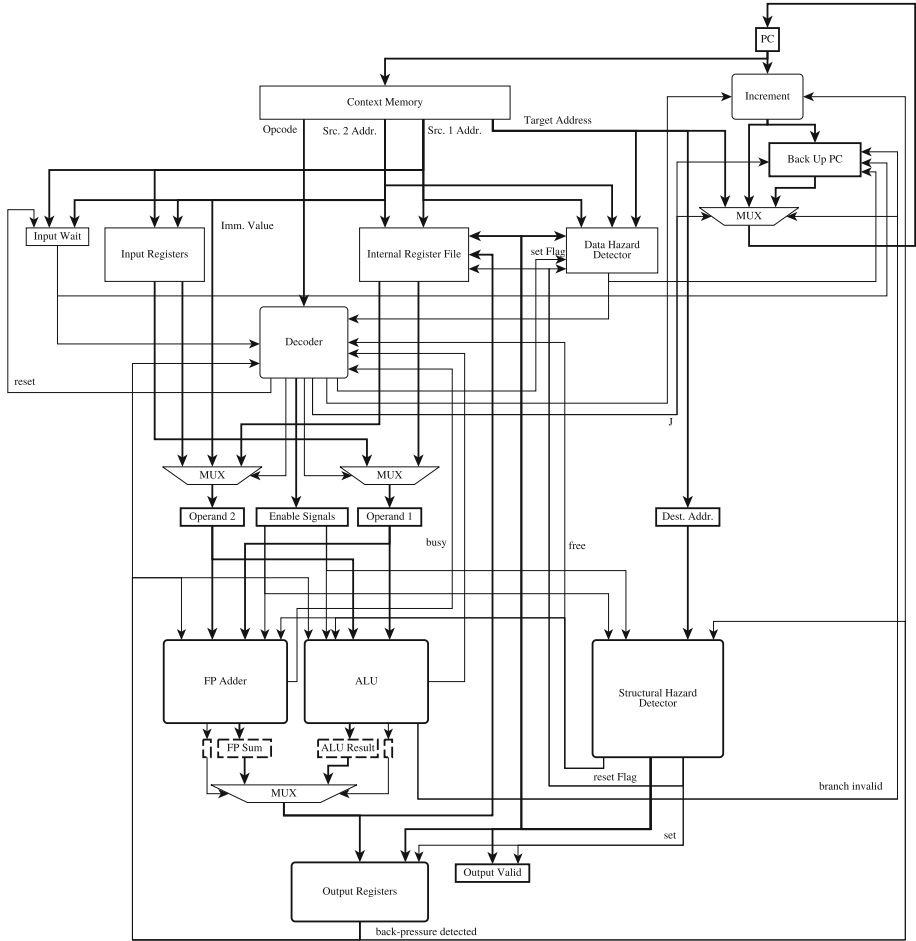 PC
Increment
Context Memory
Opcode
Src. 2 Addr.
Src. 1 Addr.
Target Address
Back Up PC
MUX
Input Wait
Input Registers
Imm. Value
Internal Register File
set Flag
Data Hazard
Detector
Decoder
reset
J
MUX
MUX
Operand 2
Enable Signals
Operand 1
Dest. Addr.
busy
free
FP Adder
ALU
Structural Hazard
Detector
FP Sum
ALU Result
reset Flag
MUX
branch invalid
set
Output Valid
Output Registers
back-pressure detected